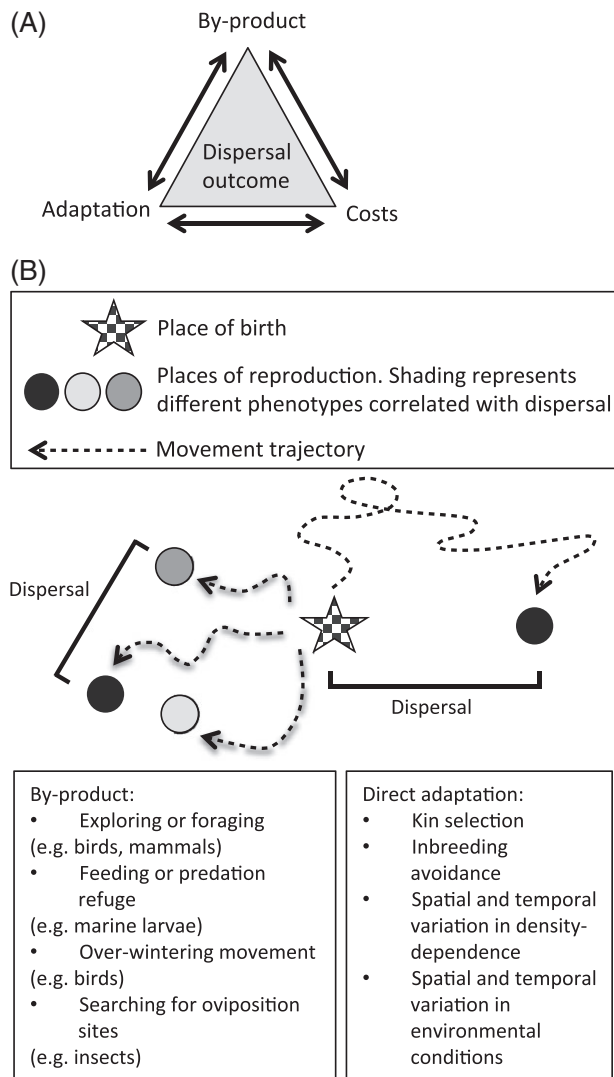 (A)
By-product
Dispersal
outcome
Adaptation
Costs
(B)
Place of birth
Places of reproduction. Shading represents
different phenotypes correlated with dispersal
Movement trajectory
Dispersal
Dispersal
By-product:
• Exploring or foraging
(e.g. birds, mammals)
• Feeding or predation
refuge
(e.g. marine larvae)
• Over-wintering movement
(e.g. birds)
• Searching for oviposition
sites
(e.g. insects)
Direct adaptation:
• Kin selection
• Inbreeding
avoidance
• Spatial and temporal
variation in density-
dependence
• Spatial and temporal
variation in
environmental
conditions